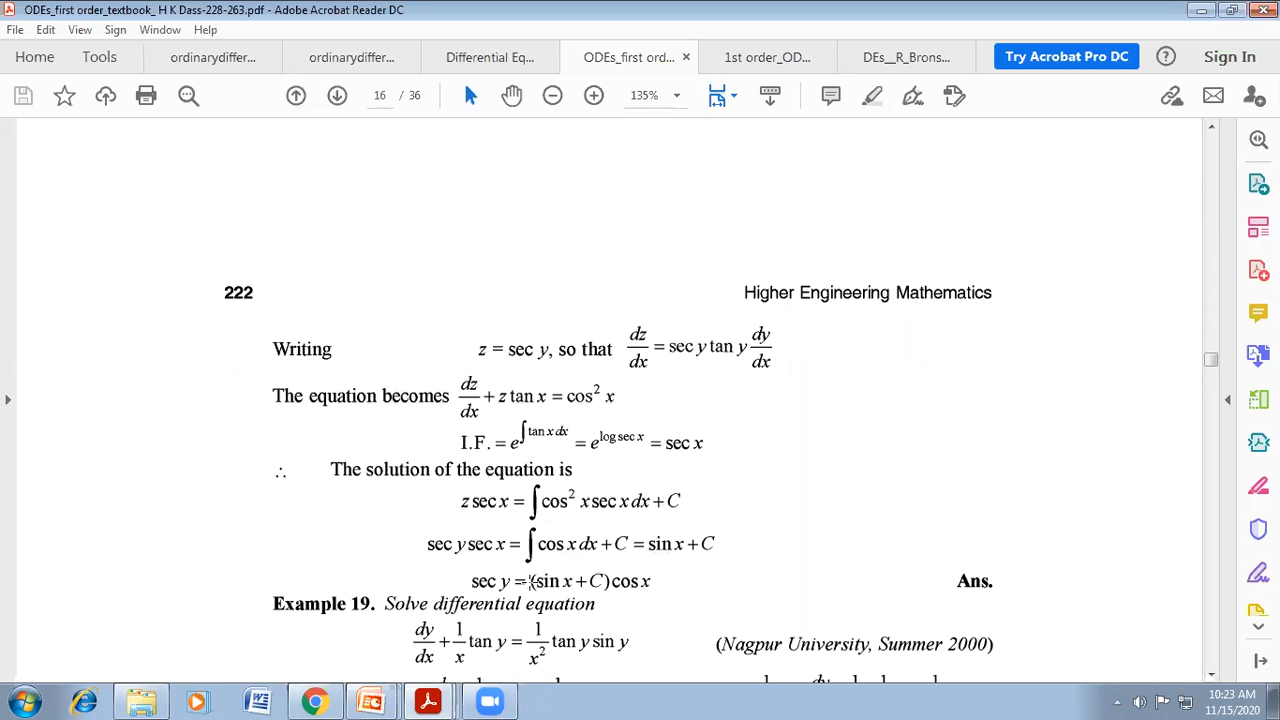 ODEs_first order_textbook_ H K Dass-228-263.pdf - Adobe Acrobat Reader DC
File Edit View Sign Window Help
Home Tools ordinarydiffer... ordinarydiffer... Differential Eq... ODEs_first ord... × 1st order_OD... DEs__R_Brons... Try Acrobat Pro DC Sign In
16 / 36 135%
222 Higher Engineering Mathematics
Writing z = sec y, so that dz/dx = sec y tan y dy/dx
The equation becomes dz/dx + z tan x = cos² x
I.F. = e^∫ tan x dx = e^log sec x = sec x
∴ The solution of the equation is
z sec x = ∫ cos² x sec x dx + C
sec y sec x = ∫ cos x dx + C = sin x + C
sec y = (sin x + C) cos x Ans.
Example 19. Solve differential equation
dy/dx + 1/x tan y = 1/x² tan y sin y (Nagpur University, Summer 2000)
10:23 AM
11/15/2020